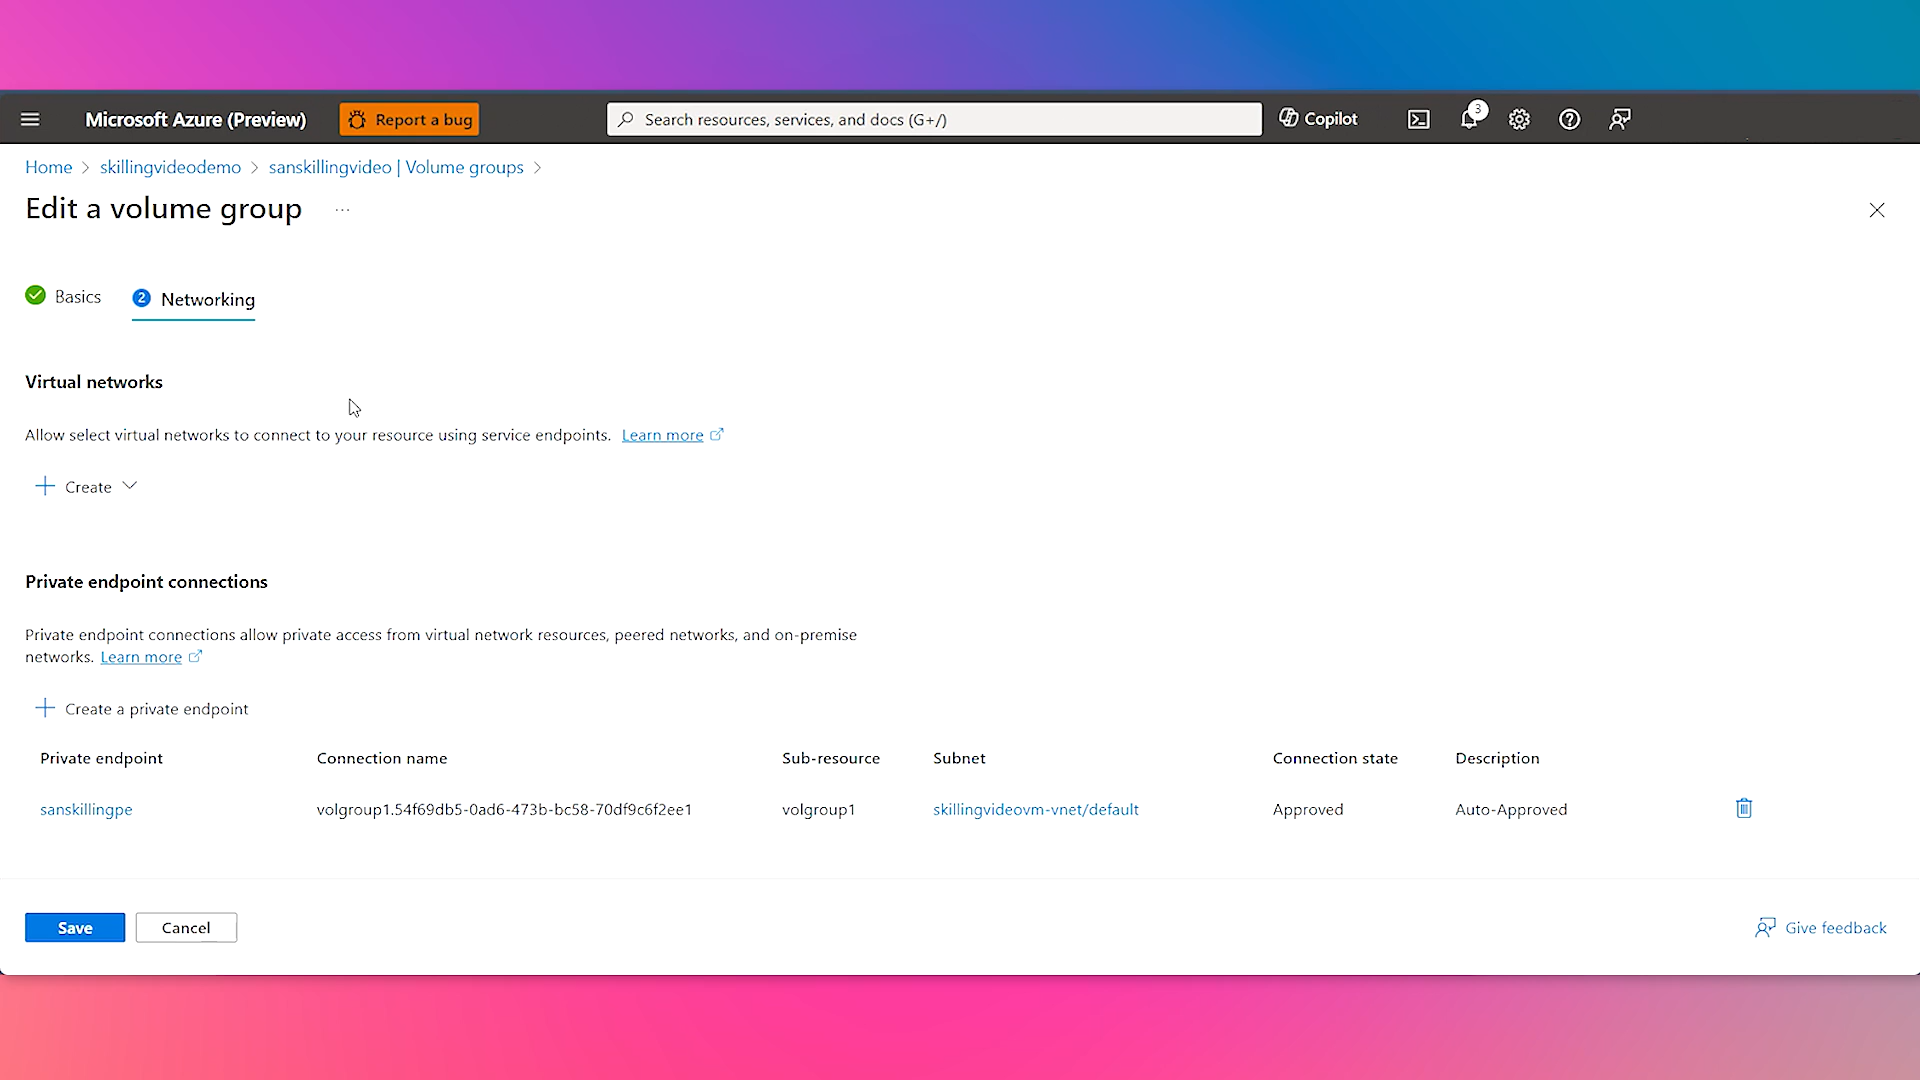 Microsoft Azure (Preview)
Report a bug
Search resources, services, and docs (G+/)
Copilot
3
Home > skillingvideodemo > sanskillingvideo | Volume groups >
Edit a volume group ...
Basics
2 Networking
Virtual networks
Allow select virtual networks to connect to your resource using service endpoints. Learn more
+ Create
Private endpoint connections
Private endpoint connections allow private access from virtual network resources, peered networks, and on-premise
networks. Learn more
+ Create a private endpoint
Private endpoint Connection name Sub-resource Subnet Connection state Description
sanskillingpe volgroup1.54f69db5-0ad6-473b-bc58-70df9c6f2ee1 volgroup1 skillingvideovm-vnet/default Approved Auto-Approved
Save
Cancel
Give feedback